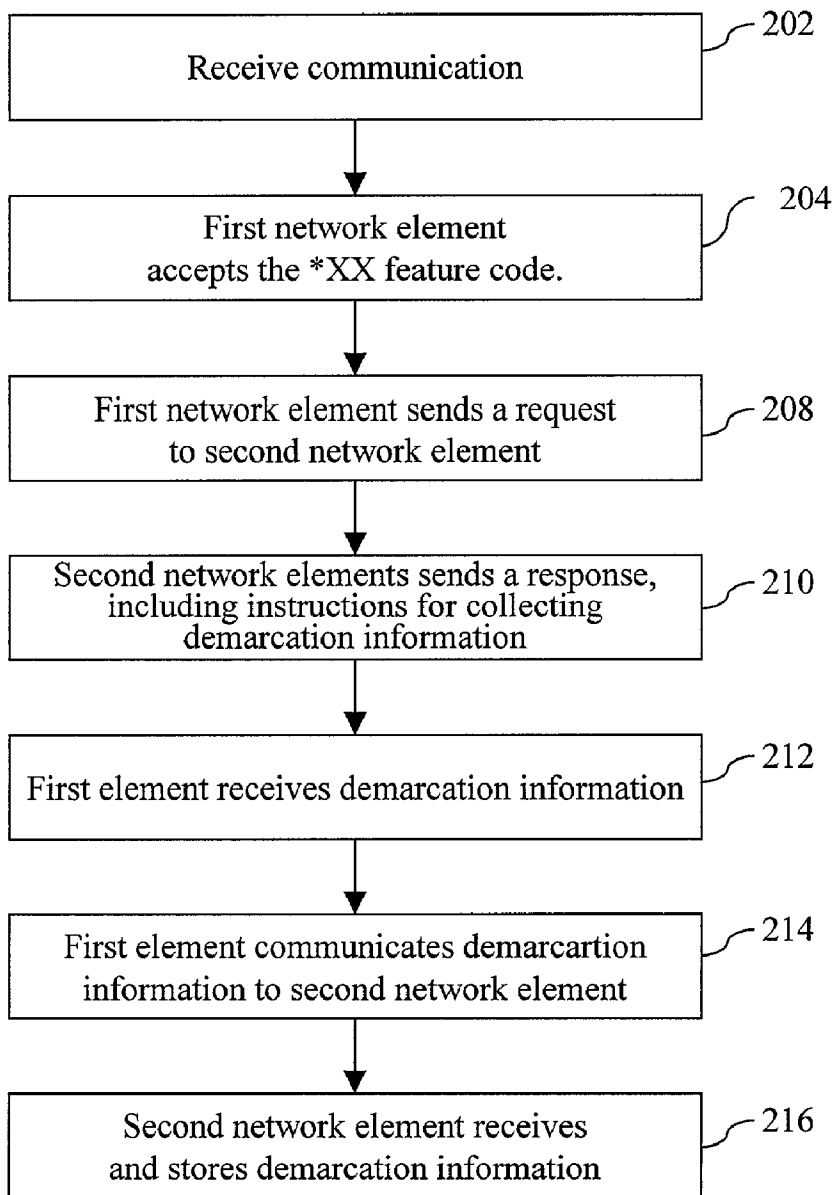 202
Receive communication
204
First network element
accepts the *XX feature code.
208
First network element sends a request
to second network element
210
Second network elements sends a response,
including instructions for collecting
demarcation information
212
First element receives demarcation information
214
First element communicates demarcartion
information to second network element
216
Second network element receives
and stores demarcation information